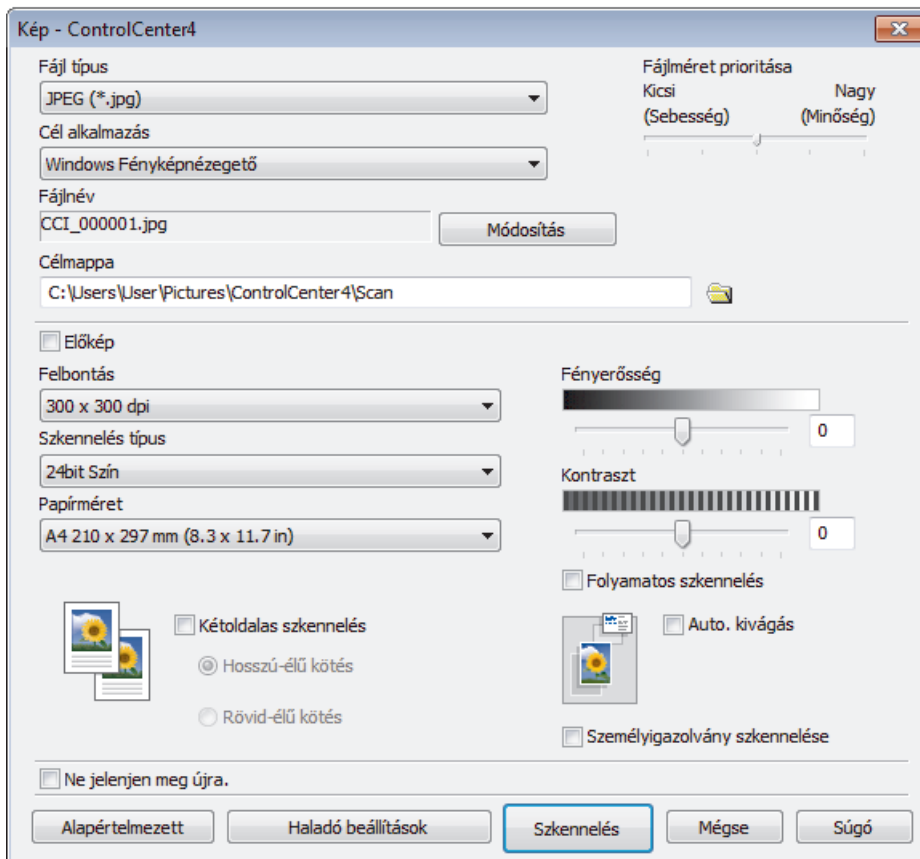 Kép - ControlCenter4
Fájl típus
JPEG (*.jpg)
Cél alkalmazás
Windows Fényképnézegető
Fájlnév
CCI_000001.jpg
Módosítás
Célmappa
C:\Users\User\Pictures\ControlCenter4\Scan
Fájlméret prioritása
Kicsi Nagy
(Sebesség) (Minőség)
Előkép
Felbontás
300 x 300 dpi
Szkennelés típus
24bit Szín
Papírméret
A4 210 x 297 mm (8.3 x 11.7 in)
Fényerősség
0
Kontraszt
0
Folyamatos szkennelés
Kétoldalas szkennelés
Hosszú-élű kötés
Rövid-élű kötés
Auto. kivágás
Személyigazolvány szkennelése
Ne jelenjen meg újra.
Alapértelmezett Haladó beállítások Szkennelés Mégse Súgó